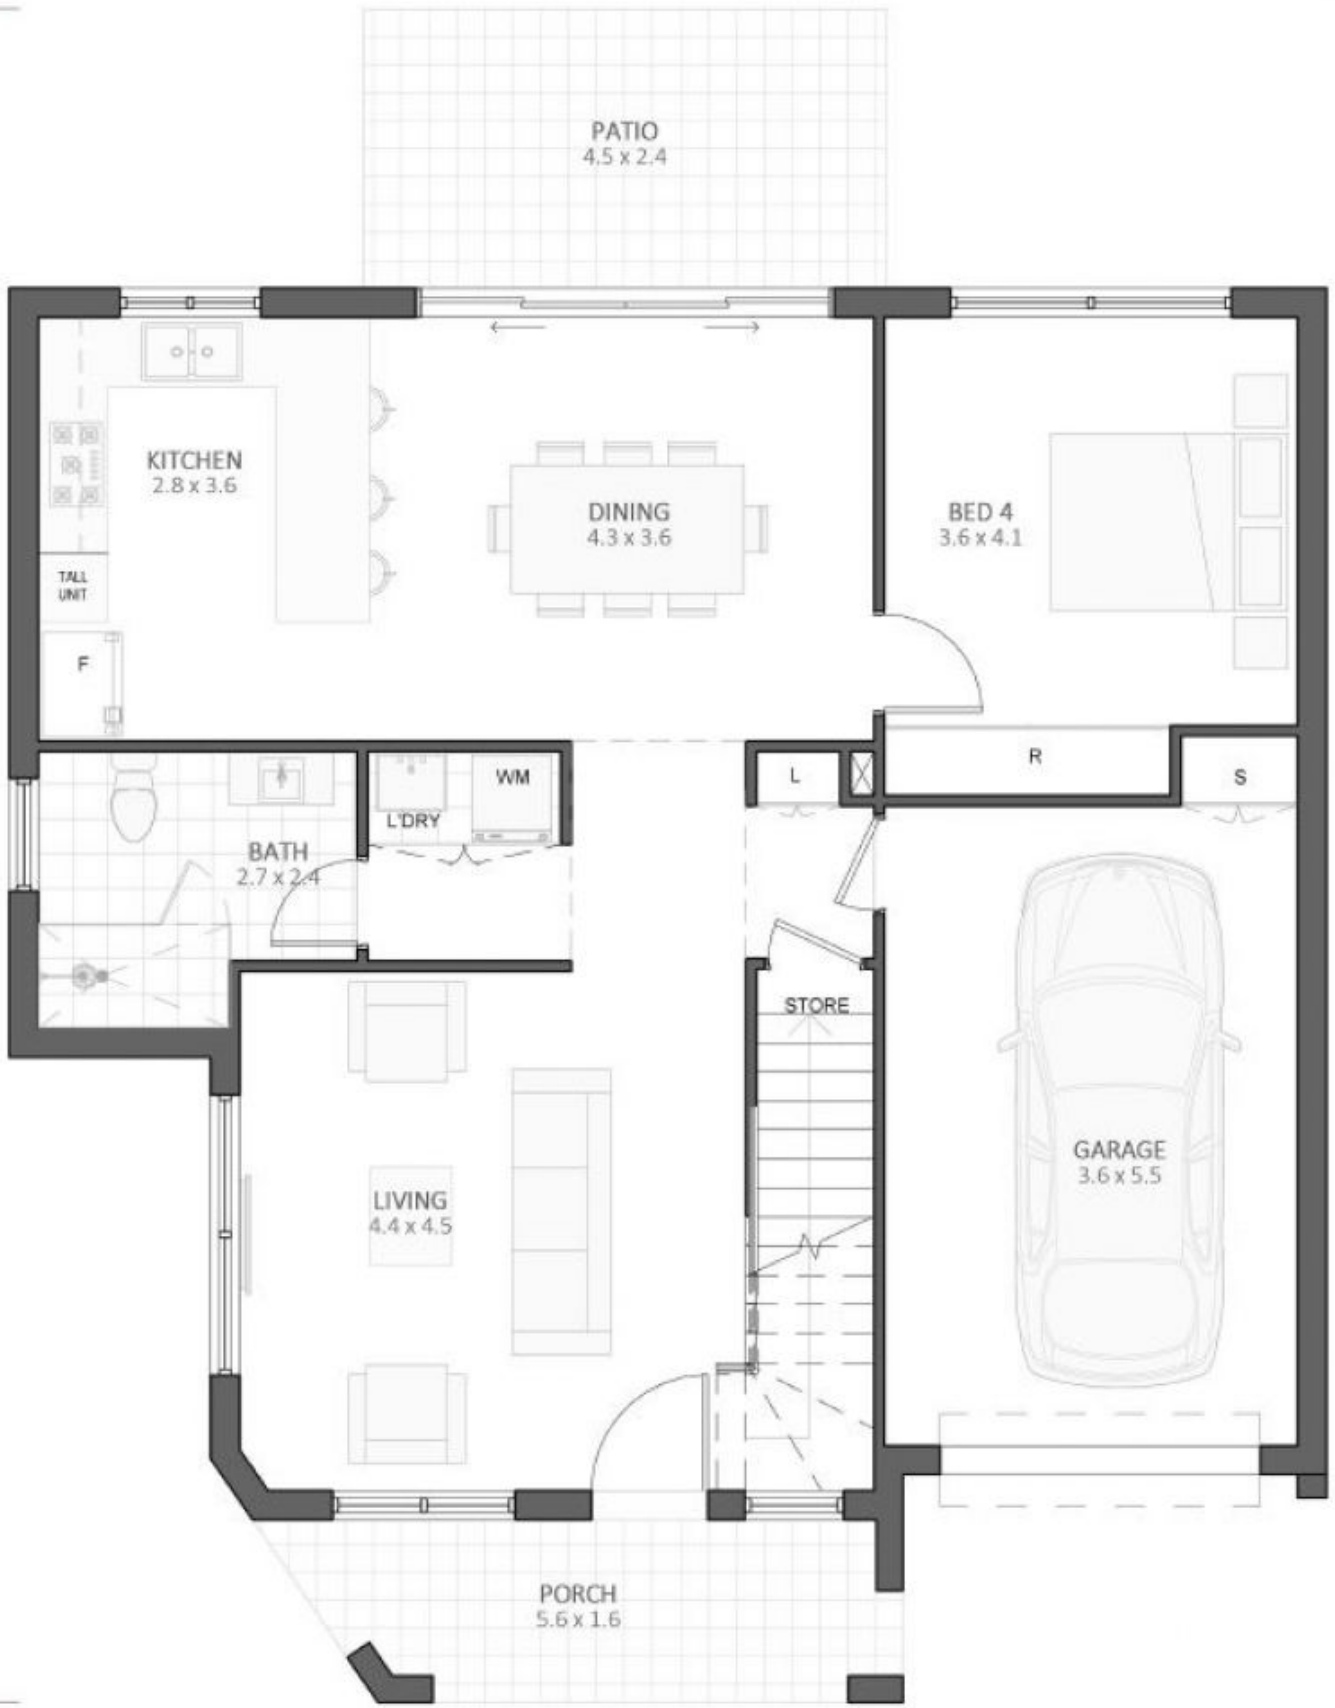 PATIO
4.5 x 2.4
KITCHEN
2.8 x 3.6
DINING
4.3 x 3.6
BED 4
3.6 x 4.1
TALL
UNIT
F
WM
L'DRY
L
R
S
BATH
2.7 x 2.4
STORE
LIVING
4.4 x 4.5
GARAGE
3.6 x 5.5
PORCH
5.6 x 1.6